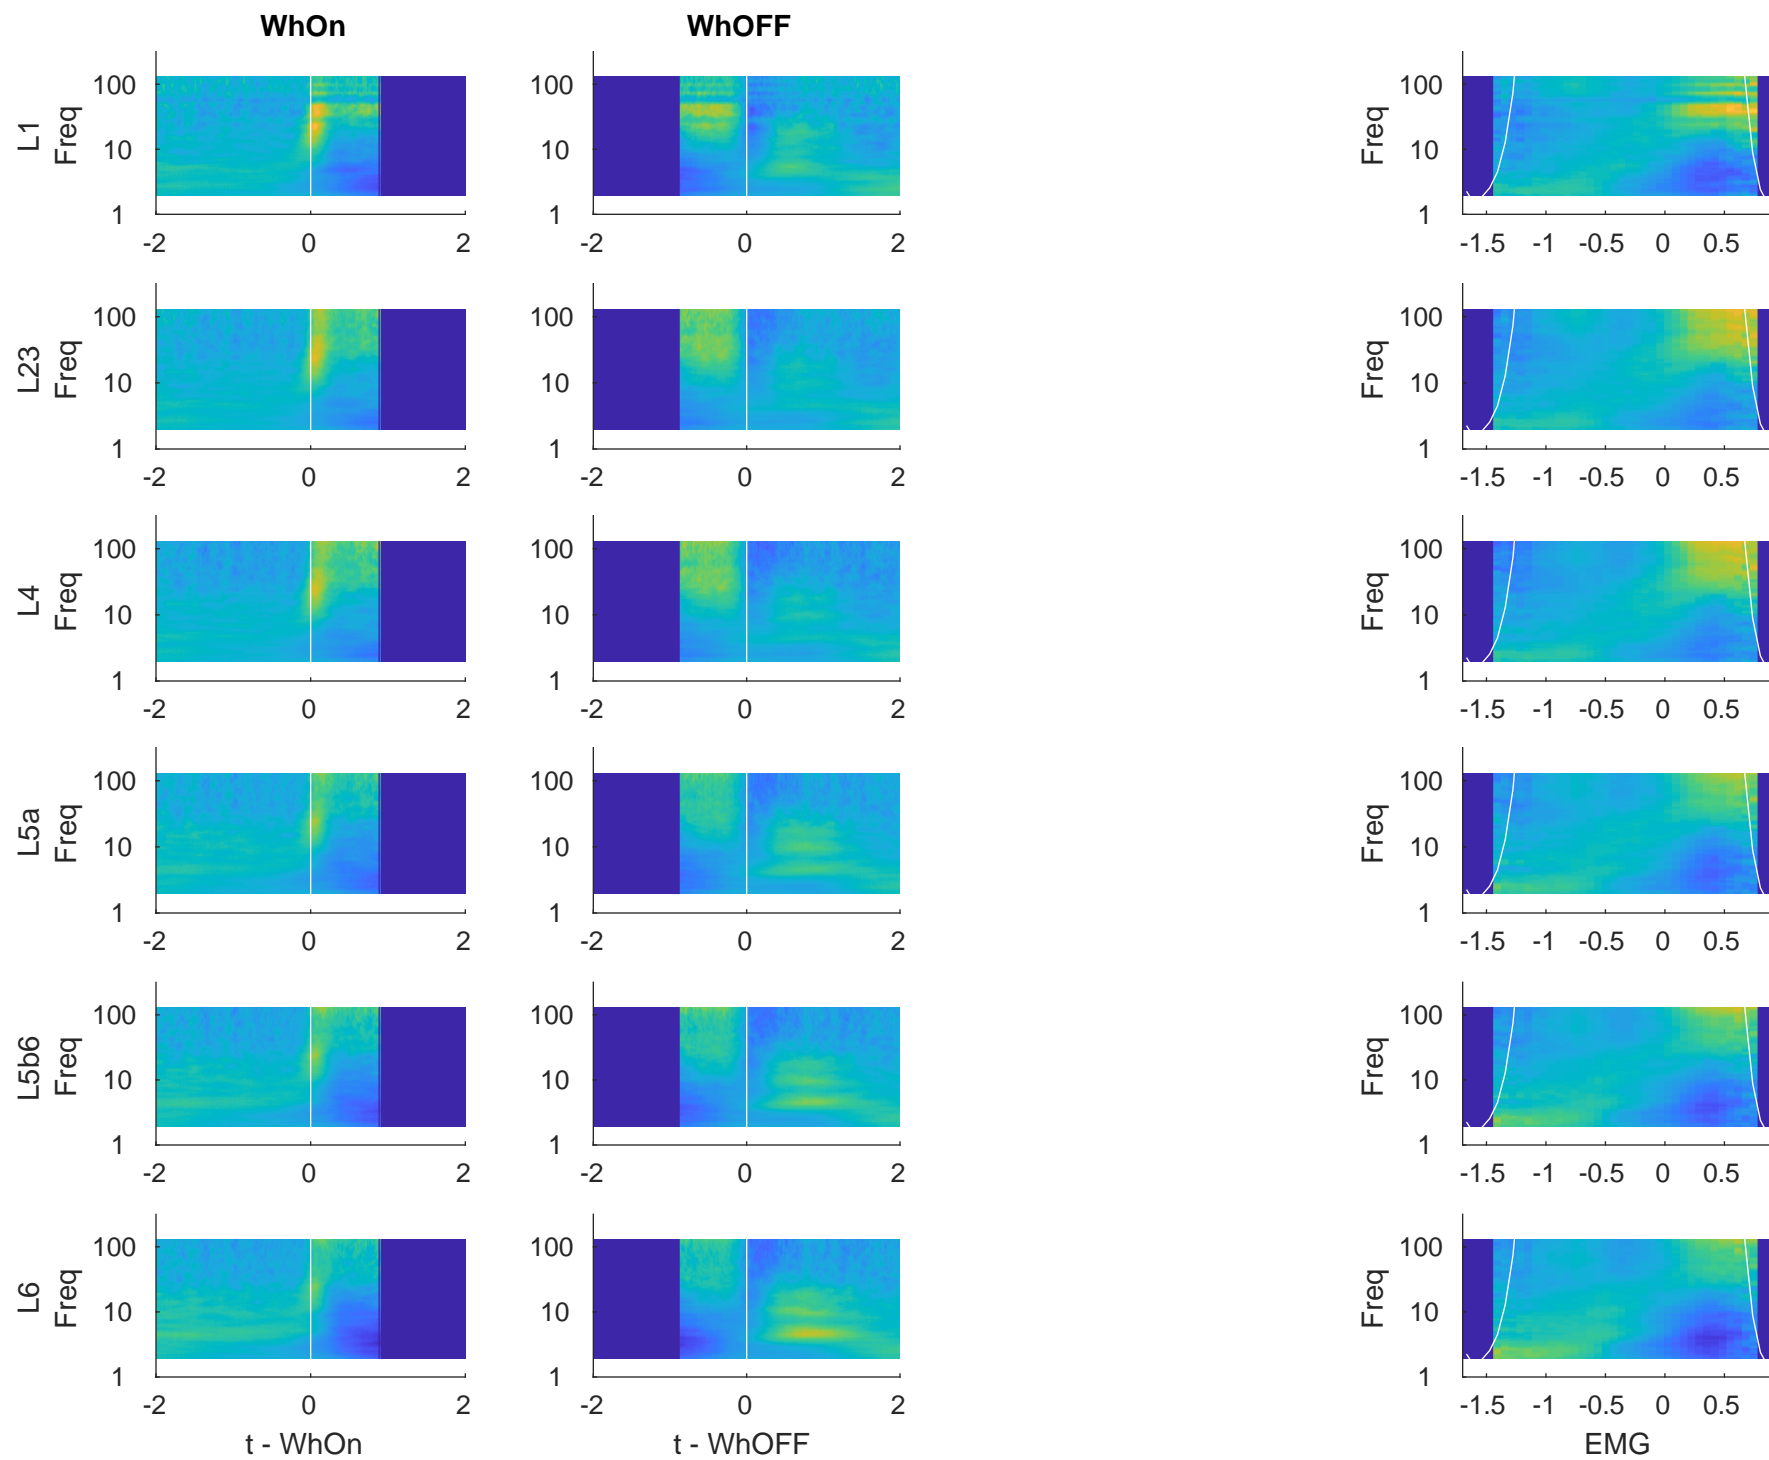 WhOn WhOFF
L1 Freq 100 10 1 -2 0 2
100 10 1 -2 0 2
Freq 100 10 1 -1.5 -1 -0.5 0 0.5
L23 Freq 100 10 1 -2 0 2
100 10 1 -2 0 2
Freq 100 10 1 -1.5 -1 -0.5 0 0.5
L4 Freq 100 10 1 -2 0 2
100 10 1 -2 0 2
Freq 100 10 1 -1.5 -1 -0.5 0 0.5
L5a Freq 100 10 1 -2 0 2
100 10 1 -2 0 2
Freq 100 10 1 -1.5 -1 -0.5 0 0.5
L5b6 Freq 100 10 1 -2 0 2
100 10 1 -2 0 2
Freq 100 10 1 -1.5 -1 -0.5 0 0.5
L6 Freq 100 10 1 -2 0 2
100 10 1 -2 0 2
Freq 100 10 1 -1.5 -1 -0.5 0 0.5
t - WhOn t - WhOFF EMG